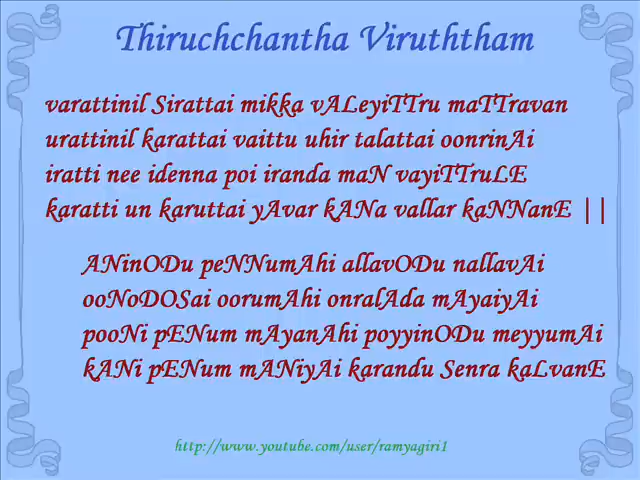 Thiruchchantha Viruththam
varattinil Sirattai mikka vALeyiTTru maTTravan
urattinil karattai vaittu uhir talattai oonrinAi
iratti nee idenna poi iranda maN vayiTTruLE
karatti un karuttai yAvar kANa vallar kaNNanE ||
ANinODu peNNumAhi allavODu nallavAi
ooNoDOSai oorumAhi onralAda mAyaiyAi
pooNi pENum mAyanAhi poyyinODu meyyumAi
kANi pENum mANiyAi karandu Senra kaLvanE
http://www.youtube.com/user/ramyagiri1